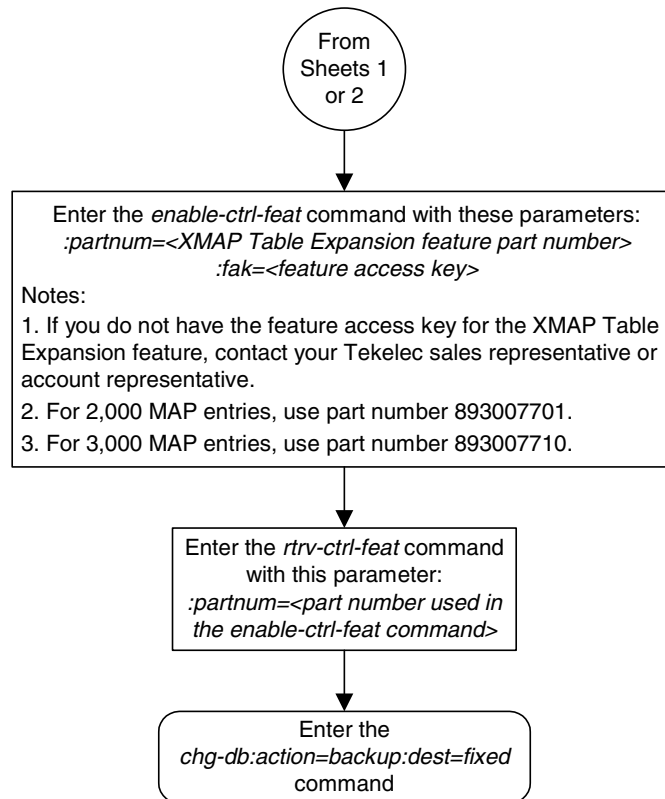 From
Sheets 1
or 2
Enter the enable-ctrl-feat command with these parameters:
:partnum=<XMAP Table Expansion feature part number>
:fak=<feature access key>
Notes:
1. If you do not have the feature access key for the XMAP Table
Expansion feature, contact your Tekelec sales representative or
account representative.
2. For 2,000 MAP entries, use part number 893007701.
3. For 3,000 MAP entries, use part number 893007710.
Enter the rtrv-ctrl-feat command
with this parameter:
:partnum=<part number used in
the enable-ctrl-feat command>
Enter the
chg-db:action=backup:dest=fixed
command